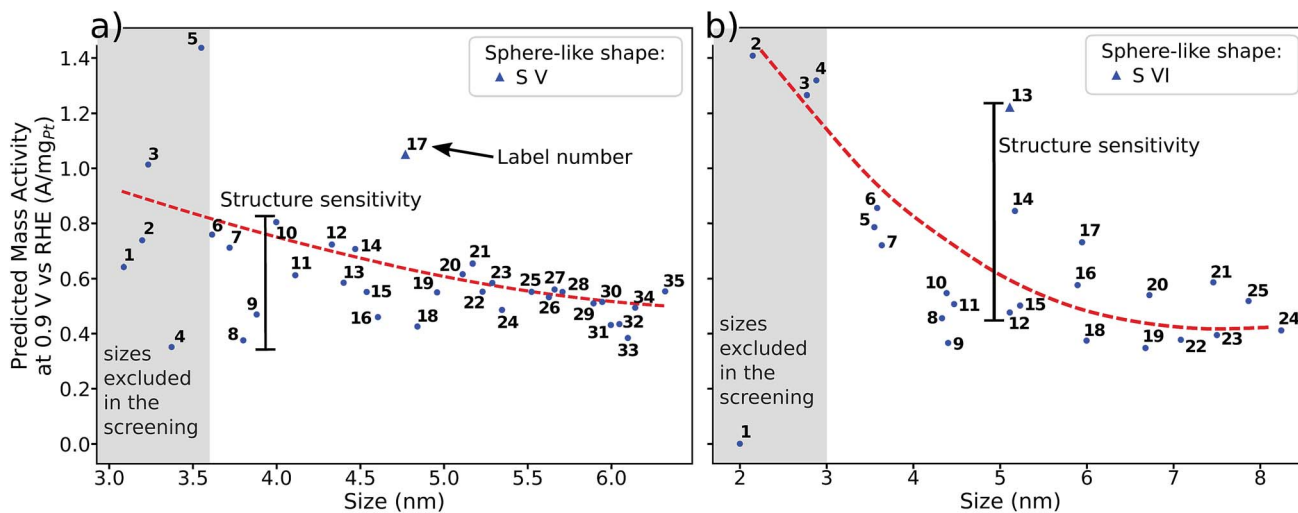 a)
Predicted Mass Activity
at 0.9 V vs RHE (A/mgPt)
1.4
1.2
1.0
0.8
0.6
0.4
0.2
0.0
3.0 3.5 4.0 4.5 5.0 5.5 6.0
Size (nm)
Sphere-like shape:
S V
Label number
Structure sensitivity
sizes
excluded
in the
screening
1
2
3
4
5
6
7
8
9
10
11
12
13
14
15
16
17
18
19
20
21
22
23
24
25
26
27
28
29
30
31
32
33
34
35
b)
Sphere-like shape:
S VI
Structure sensitivity
sizes
excluded
in the
screening
1
2
3
4
5
6
7
8
9
10
11
12
13
14
15
16
17
18
19
20
21
22
23
24
25
2 3 4 5 6 7 8
Size (nm)